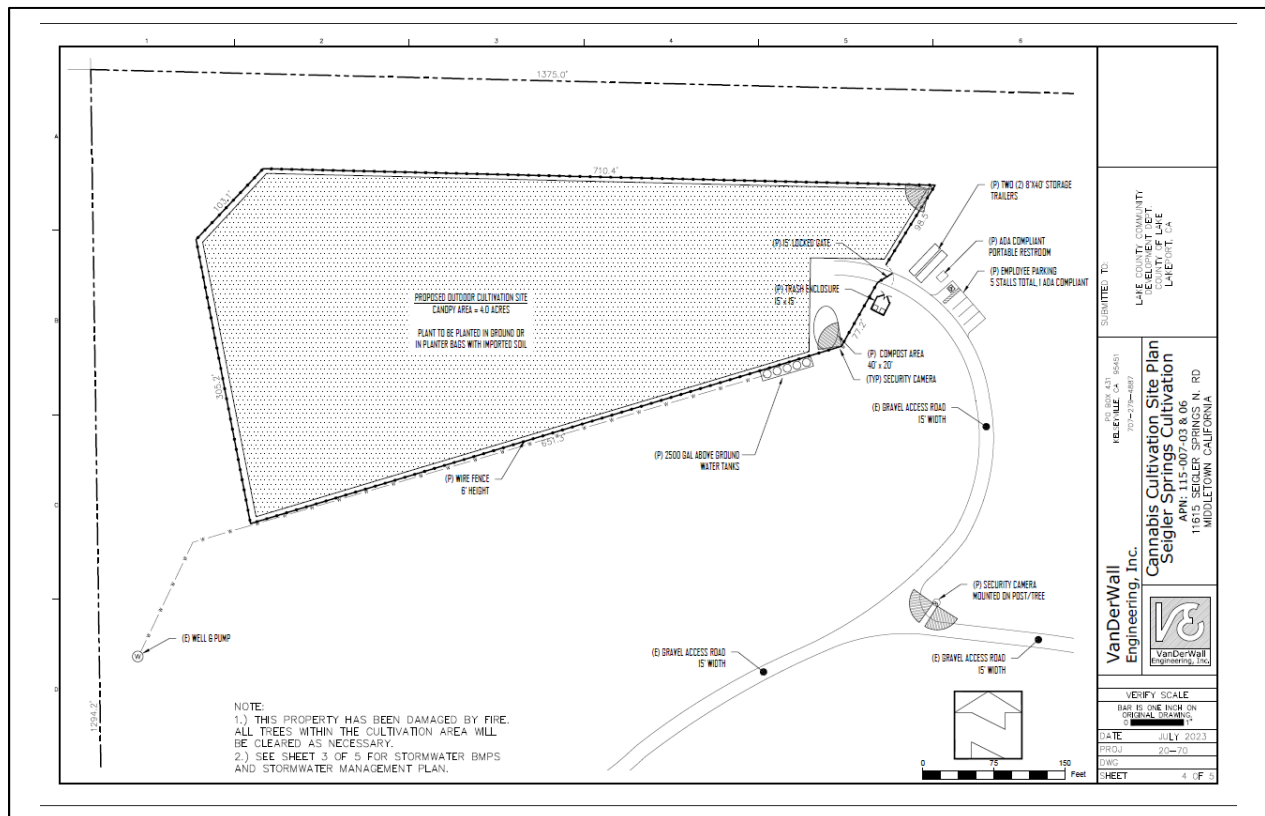 1
2
3
4
5
6
A
B
C
D
1375.0'
1294.2'
710.4'
103.1'
305.2'
651.3'
98.5'
77.2'
(P) TWO (2) 8'X40' STORAGE
TRAILERS
(P) ADA COMPLIANT
PORTABLE RESTROOM
(P) 15' LOCKED GATE
(P) EMPLOYEE PARKING
5 STALLS TOTAL, 1 ADA COMPLIANT
(P) TRASH ENCLOSURE
15' x 15'
PROPOSED OUTDOOR CULTIVATION SITE
CANOPY AREA = 4.0 ACRES
PLANT TO BE PLANTED IN GROUND OR
IN PLANTER BAGS WITH IMPORTED SOIL
(P) COMPOST AREA
40' x 20'
(TYP) SECURITY CAMERA
(E) GRAVEL ACCESS ROAD
15' WIDTH
(P) 2500 GAL ABOVE GROUND
WATER TANKS
(P) WIRE FENCE
6' HEIGHT
(P) SECURITY CAMERA
MOUNTED ON POST/TREE
W
(E) WELL & PUMP
(E) GRAVEL ACCESS ROAD
15' WIDTH
(E) GRAVEL ACCESS ROAD
15' WIDTH
NOTE:
1.) THIS PROPERTY HAS BEEN DAMAGED BY FIRE.
ALL TREES WITHIN THE CULTIVATION AREA WILL
BE CLEARED AS NECESSARY.
2.) SEE SHEET 3 OF 5 FOR STORMWATER BMPS
AND STORMWATER MANAGEMENT PLAN.
0 75 150
Feet
SUBMITTED TO:
LAKE COUNTY COMMUNITY
DEVELOPMENT DEPT.
COUNTY OF LAKE
LAKEPORT, CA
PO BOX 431
KELSEYVILLE, CA 95451
707-279-4887
VanDerWall
Engineering, Inc.
Cannabis Cultivation Site Plan
Seigler Springs Cultivation
APN: 115-007-03 & 06
11615 SEIGLER SPRINGS N. RD
MIDDLETOWN CALIFORNIA
VanDerWall
Engineering, Inc.
VERIFY SCALE
BAR IS ONE INCH ON
ORIGINAL DRAWING.
0 1"
DATE JULY 2023
PROJ 20-70
DWG
SHEET 4 OF 5